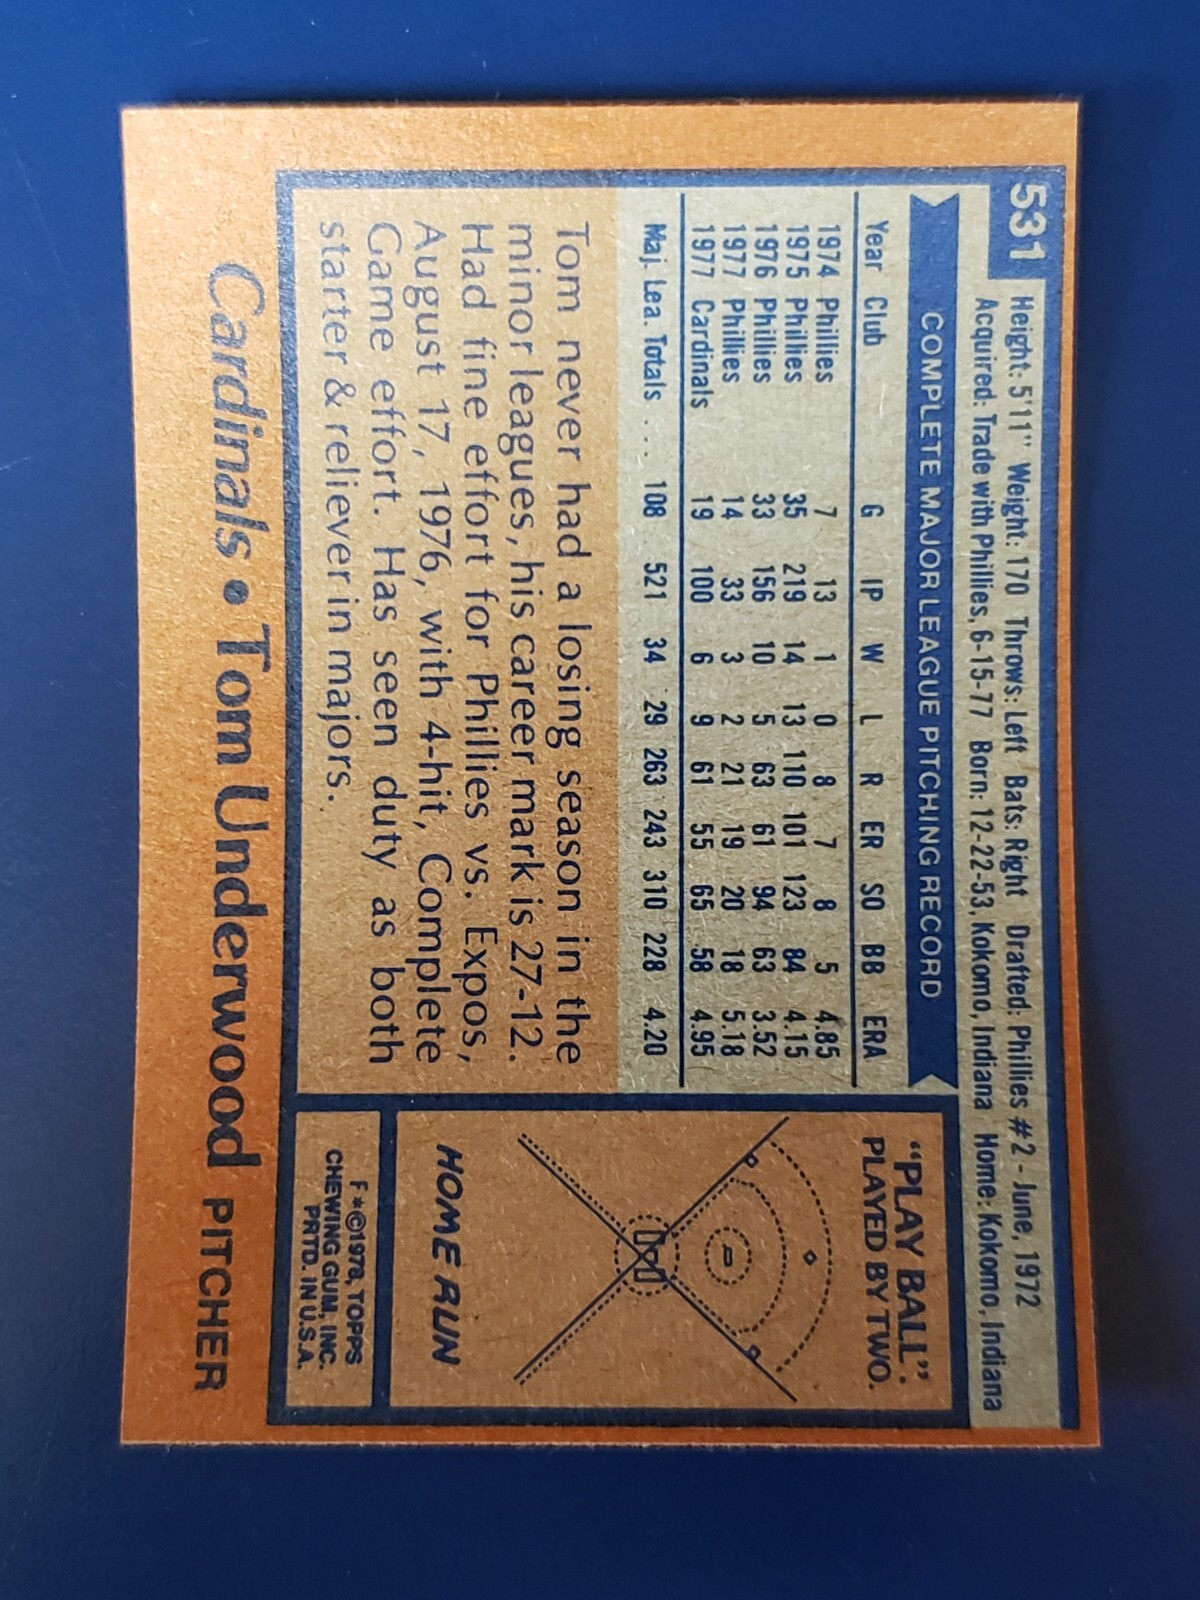 531
Height: 5'11" Weight: 170 Throws: Left Bats: Right Drafted: Phillies #2 - June, 1972
Acquired: Trade with Phillies, 6-15-77 Born: 12-22-53, Kokomo, Indiana Home: Kokomo, Indiana
COMPLETE MAJOR LEAGUE PITCHING RECORD
Year Club G IP W L R ER SO BB ERA
1974 Phillies 7 13 1 0 8 7 8 5 4.85
1975 Phillies 35 219 14 13 110 101 123 84 4.15
1976 Phillies 33 156 10 5 63 61 94 63 3.52
1977 Phillies 14 33 3 2 21 19 20 18 5.18
1977 Cardinals 19 100 6 9 61 55 65 58 4.95
Maj. Lea. Totals .... 108 521 34 29 263 243 310 228 4.20
Tom never had a losing season in the
minor leagues, his career mark is 27-12.
Had fine effort for Phillies vs. Expos,
August 17, 1976, with 4-hit, Complete
Game effort. Has seen duty as both
starter & reliever in majors.
"PLAY BALL":
PLAYED BY TWO.
HOME RUN
F*©1978, TOPPS
CHEWING GUM, INC.
PRTD. IN U.S.A.
Cardinals • Tom Underwood PITCHER